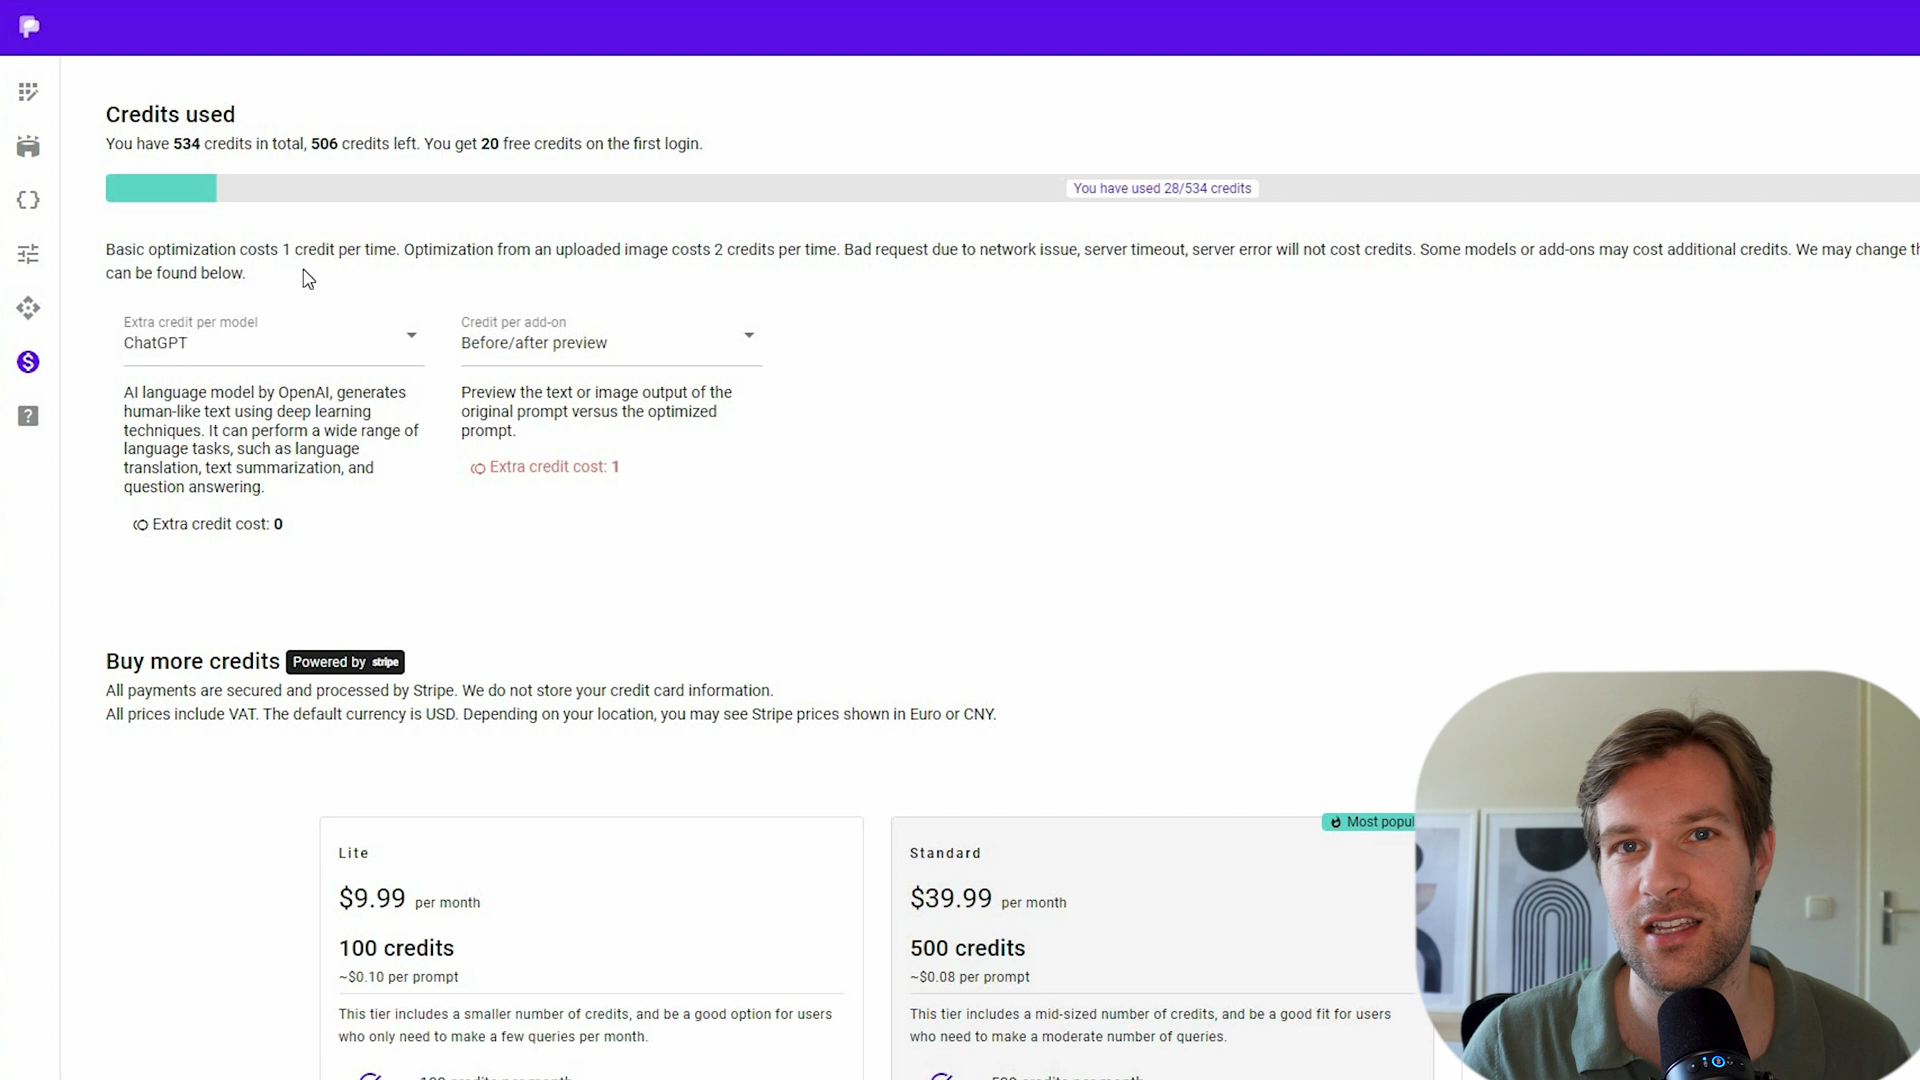 Credits used
You have 534 credits in total, 506 credits left. You get 20 free credits on the first login.
You have used 28/534 credits
Basic optimization costs 1 credit per time. Optimization from an uploaded image costs 2 credits per time. Bad request due to network issue, server timeout, server error will not cost credits. Some models or add-ons may cost additional credits. We may change
can be found below.
Extra credit per model
ChatGPT
Credit per add-on
Before/after preview
AI language model by OpenAI, generates
human-like text using deep learning
techniques. It can perform a wide range of
language tasks, such as language
translation, text summarization, and
question answering.
Extra credit cost: 0
Preview the text or image output of the
original prompt versus the optimized
prompt.
Extra credit cost: 1
Buy more credits Powered by stripe
All payments are secured and processed by Stripe. We do not store your credit card information.
All prices include VAT. The default currency is USD. Depending on your location, you may see Stripe prices shown in Euro or CNY.
Lite
$9.99 per month
100 credits
~$0.10 per prompt
This tier includes a smaller number of credits, and be a good option for users
who only need to make a few queries per month.
Most popul
Standard
$39.99 per month
500 credits
~$0.08 per prompt
This tier includes a mid-sized number of credits, and be a good fit for users
who need to make a moderate number of queries.